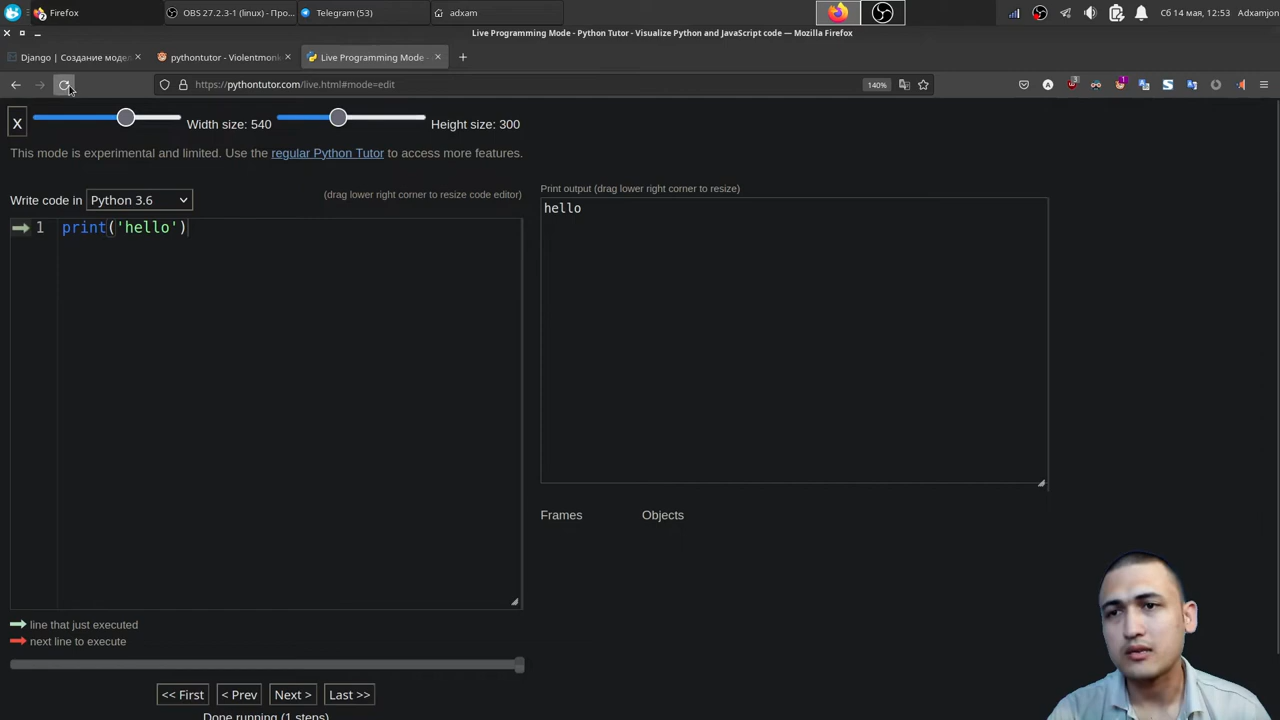 Firefox
OBS 27.2.3-1 (linux) - Про...
Telegram (53)
adxam
Сб 14 мая, 12:53
Adxamjon
Live Programming Mode - Python Tutor - Visualize Python and JavaScript code — Mozilla Firefox
Django | Создание модел
pythontutor - Violentmonk
Live Programming Mode -
https://pythontutor.com/live.html#mode=edit
140%
3
1
X
Width size: 540
Height size: 300
This mode is experimental and limited. Use the regular Python Tutor to access more features.
Write code in
Python 3.6
(drag lower right corner to resize code editor)
1
print('hello')
Print output (drag lower right corner to resize)
hello
Frames
Objects
line that just executed
next line to execute
<< First
< Prev
Next >
Last >>
Done running (1 steps)